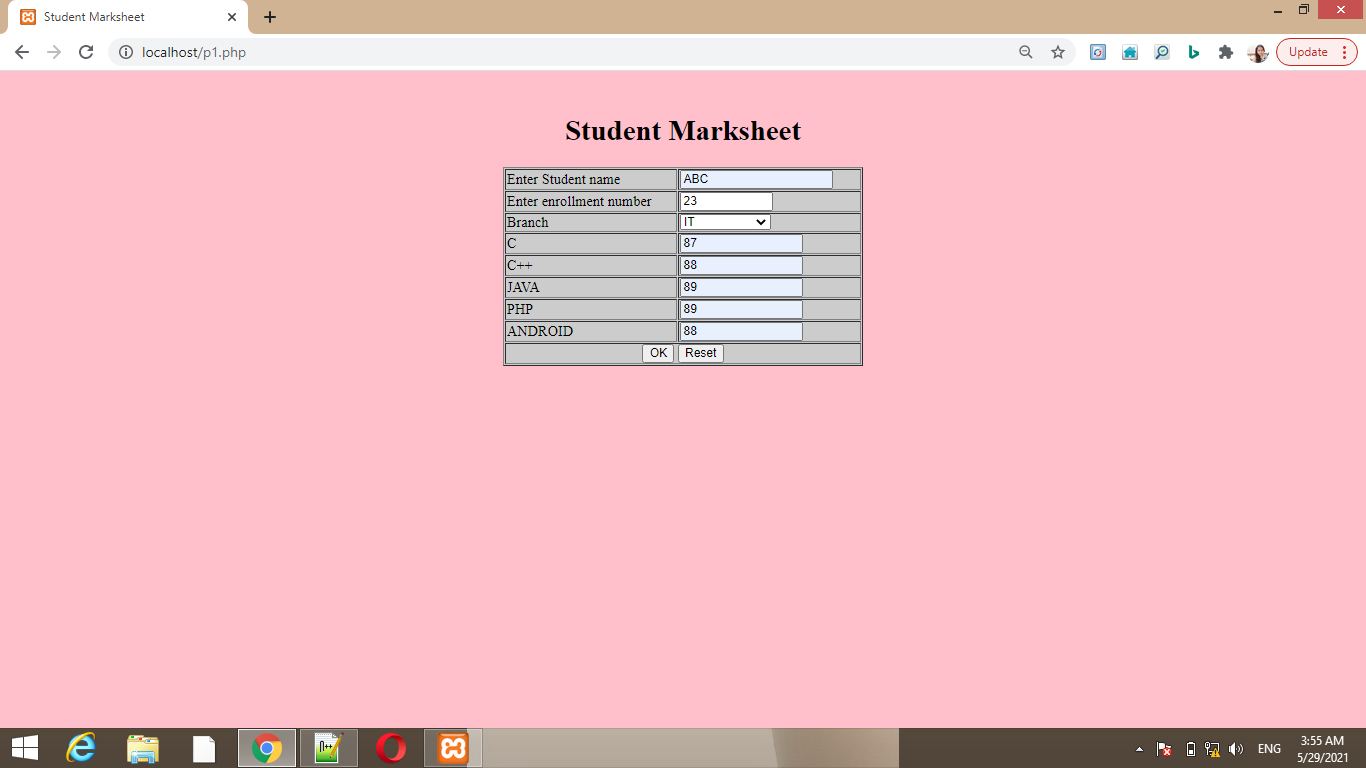 Student Marksheet
localhost/p1.php
Update
Student Marksheet
Enter Student name ABC
Enter enrollment number 23
Branch IT
C 87
C++ 88
JAVA 89
PHP 89
ANDROID 88
OK Reset
ENG
3:55 AM
5/29/2021